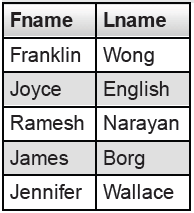 Fname Lname
Franklin Wong
Joyce English
Ramesh Narayan
James Borg
Jennifer Wallace